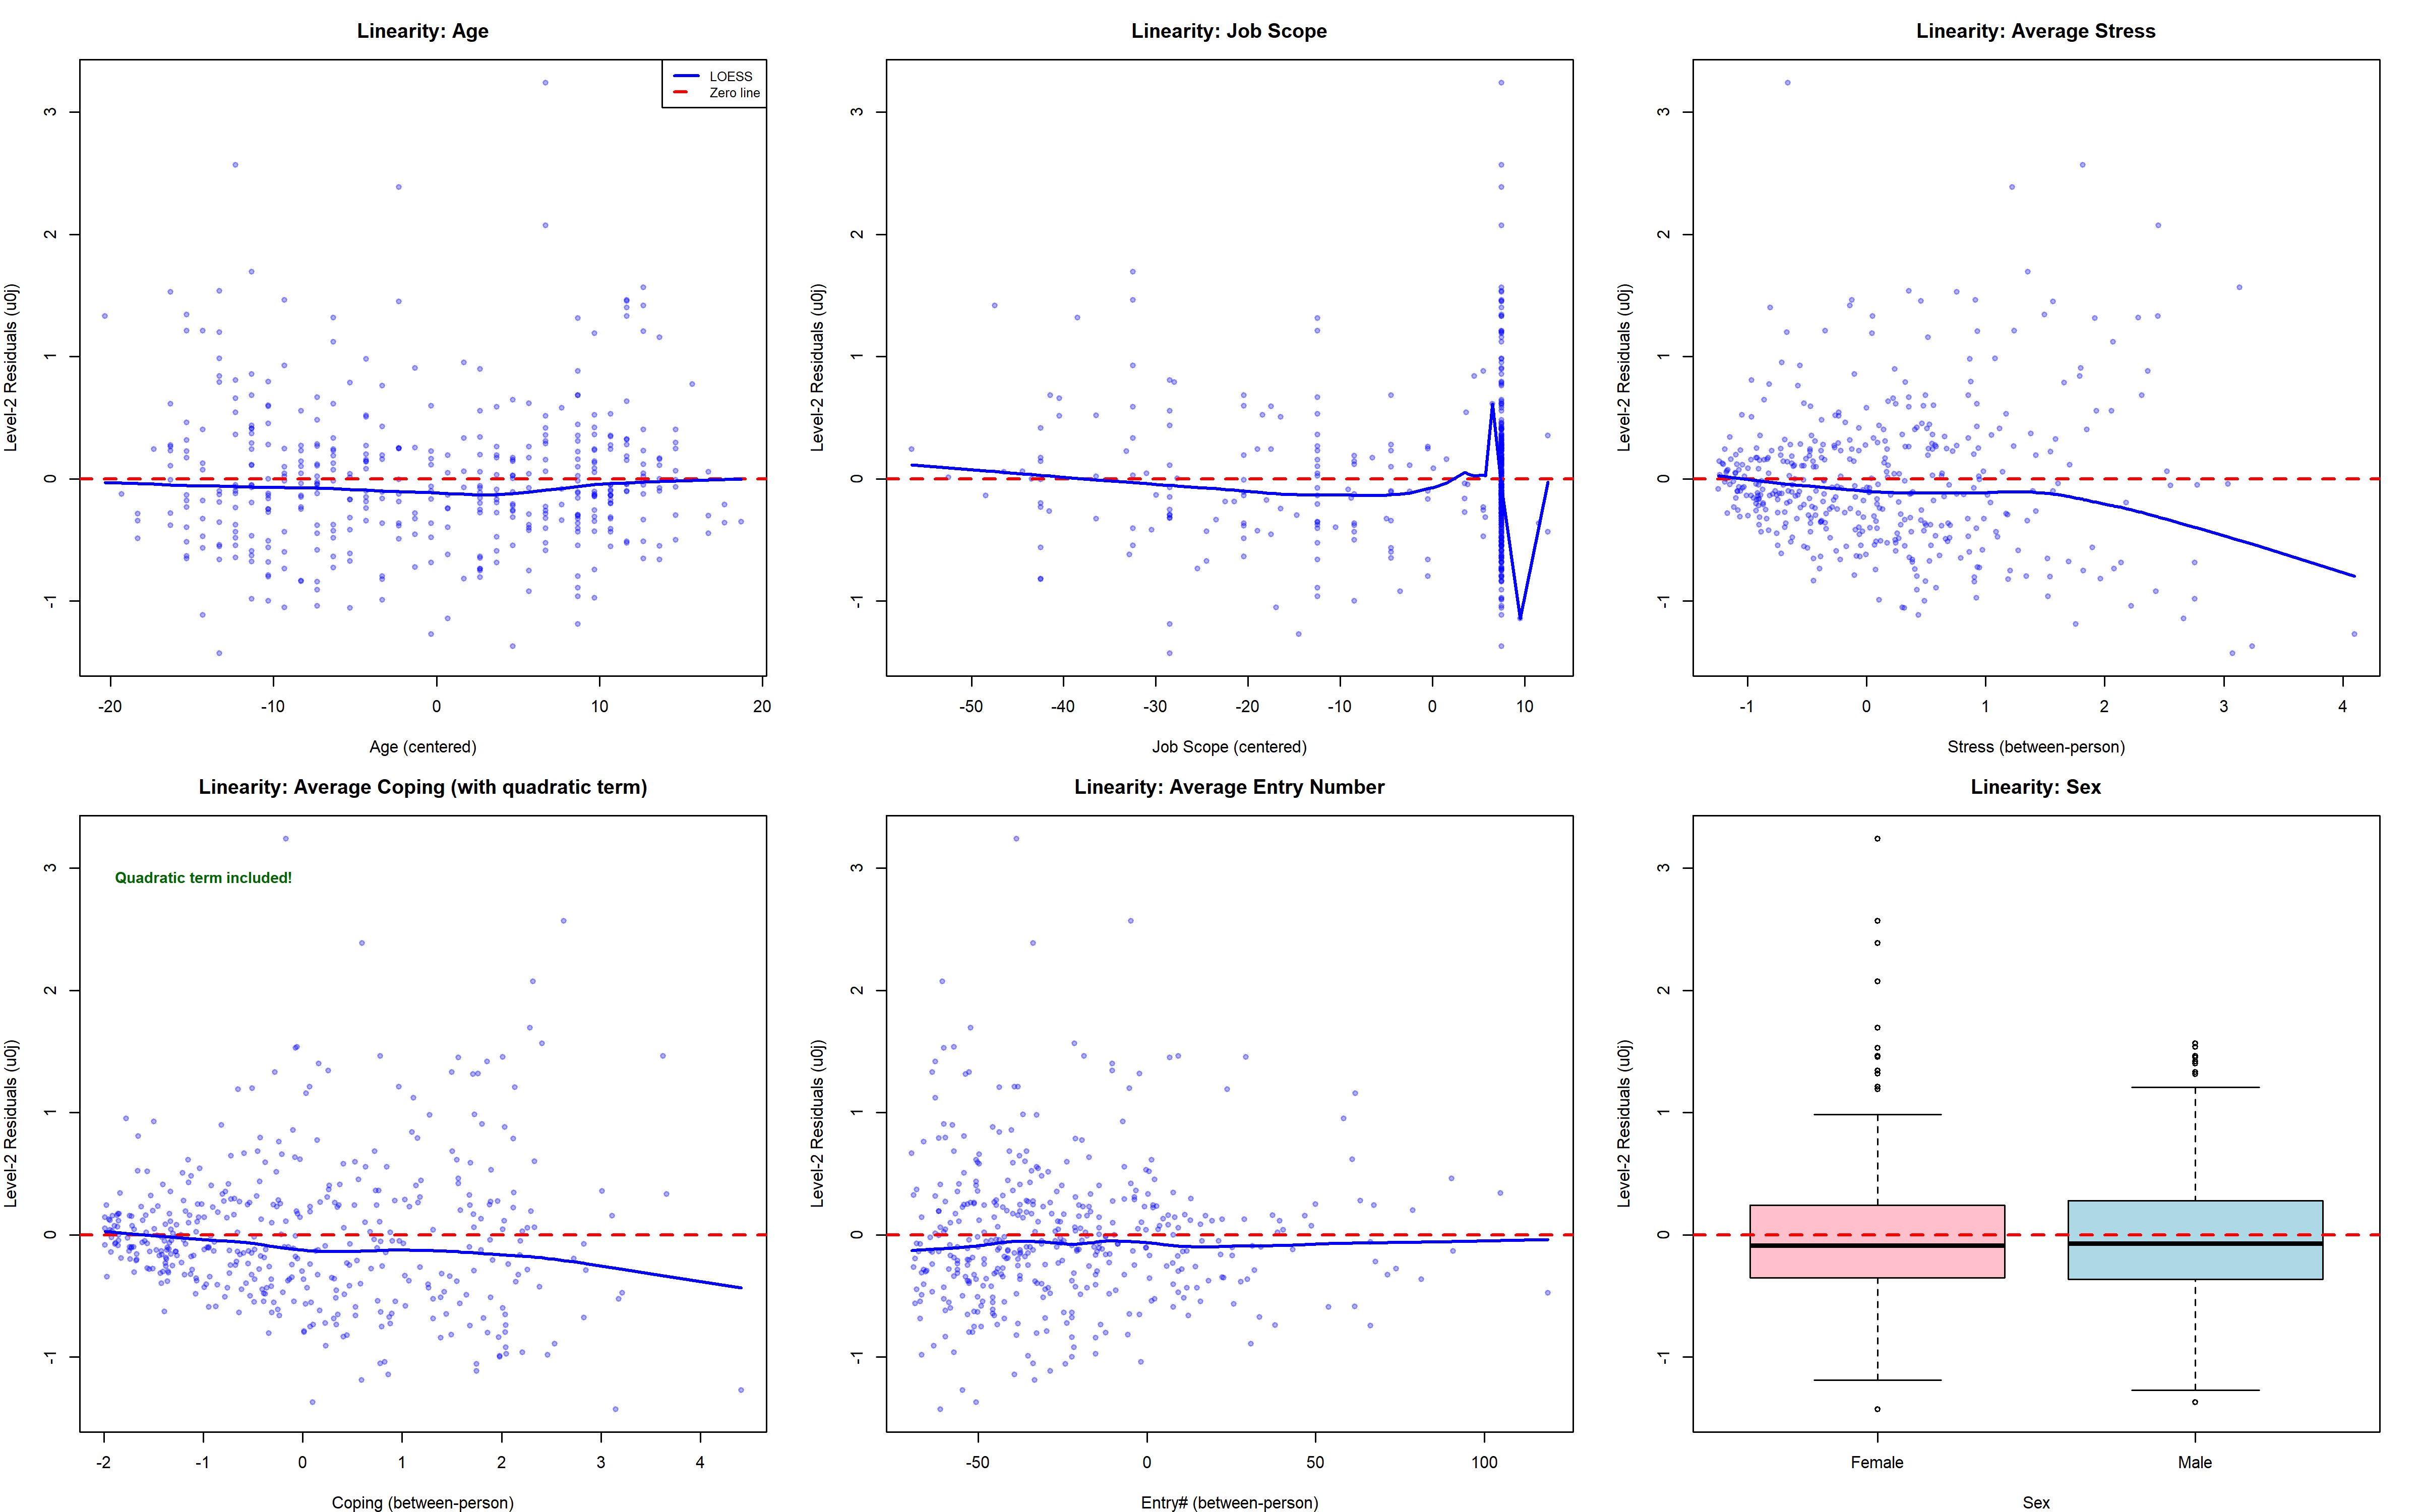 Linearity: Age
LOESS
Zero line
3
2
1
0
-1
Level-2 Residuals (u0j)
-20 -10 0 10 20
Age (centered)
Linearity: Job Scope
3
2
1
0
-1
Level-2 Residuals (u0j)
-50 -40 -30 -20 -10 0 10
Job Scope (centered)
Linearity: Average Stress
3
2
1
0
-1
Level-2 Residuals (u0j)
-1 0 1 2 3 4
Stress (between-person)
Linearity: Average Coping (with quadratic term)
Quadratic term included!
3
2
1
0
-1
Level-2 Residuals (u0j)
-2 -1 0 1 2 3 4
Coping (between-person)
Linearity: Average Entry Number
3
2
1
0
-1
Level-2 Residuals (u0j)
-50 0 50 100
Entry# (between-person)
Linearity: Sex
3
2
1
0
-1
Level-2 Residuals (u0j)
Female Male
Sex